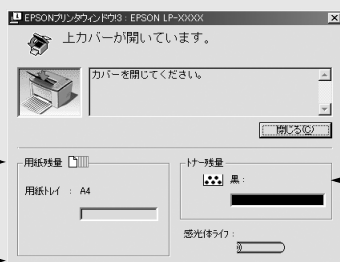 EPSONプリンタウィンドウ!3 : EPSON LP-XXXX
上カバーが開いています。
カバーを閉じてください。
閉じる(C)
用紙残量
用紙トレイ : A4
トナー残量
黒 :
感光体ライフ :